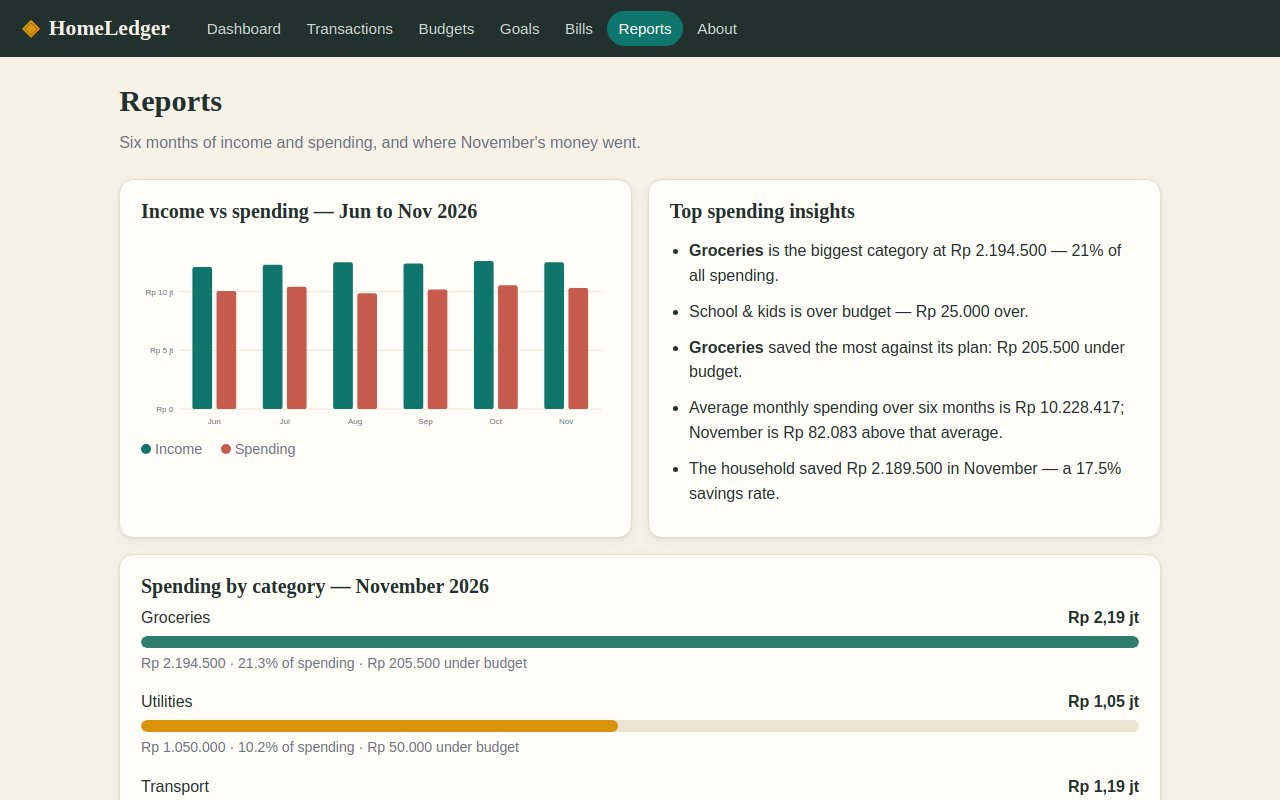 HomeLedger
Dashboard
Transactions
Budgets
Goals
Bills
Reports
About
Reports
Six months of income and spending, and where November's money went.
Income vs spending — Jun to Nov 2026
Rp 10 jt
Rp 5 jt
Rp 0
Jun
Jul
Aug
Sep
Oct
Nov
Income
Spending
Top spending insights
Groceries is the biggest category at Rp 2.194.500 — 21% of
all spending.
School & kids is over budget — Rp 25.000 over.
Groceries saved the most against its plan: Rp 205.500 under
budget.
Average monthly spending over six months is Rp 10.228.417;
November is Rp 82.083 above that average.
The household saved Rp 2.189.500 in November — a 17.5%
savings rate.
Spending by category — November 2026
Groceries
Rp 2,19 jt
Rp 2.194.500 · 21.3% of spending · Rp 205.500 under budget
Utilities
Rp 1,05 jt
Rp 1.050.000 · 10.2% of spending · Rp 50.000 under budget
Transport
Rp 1,19 jt